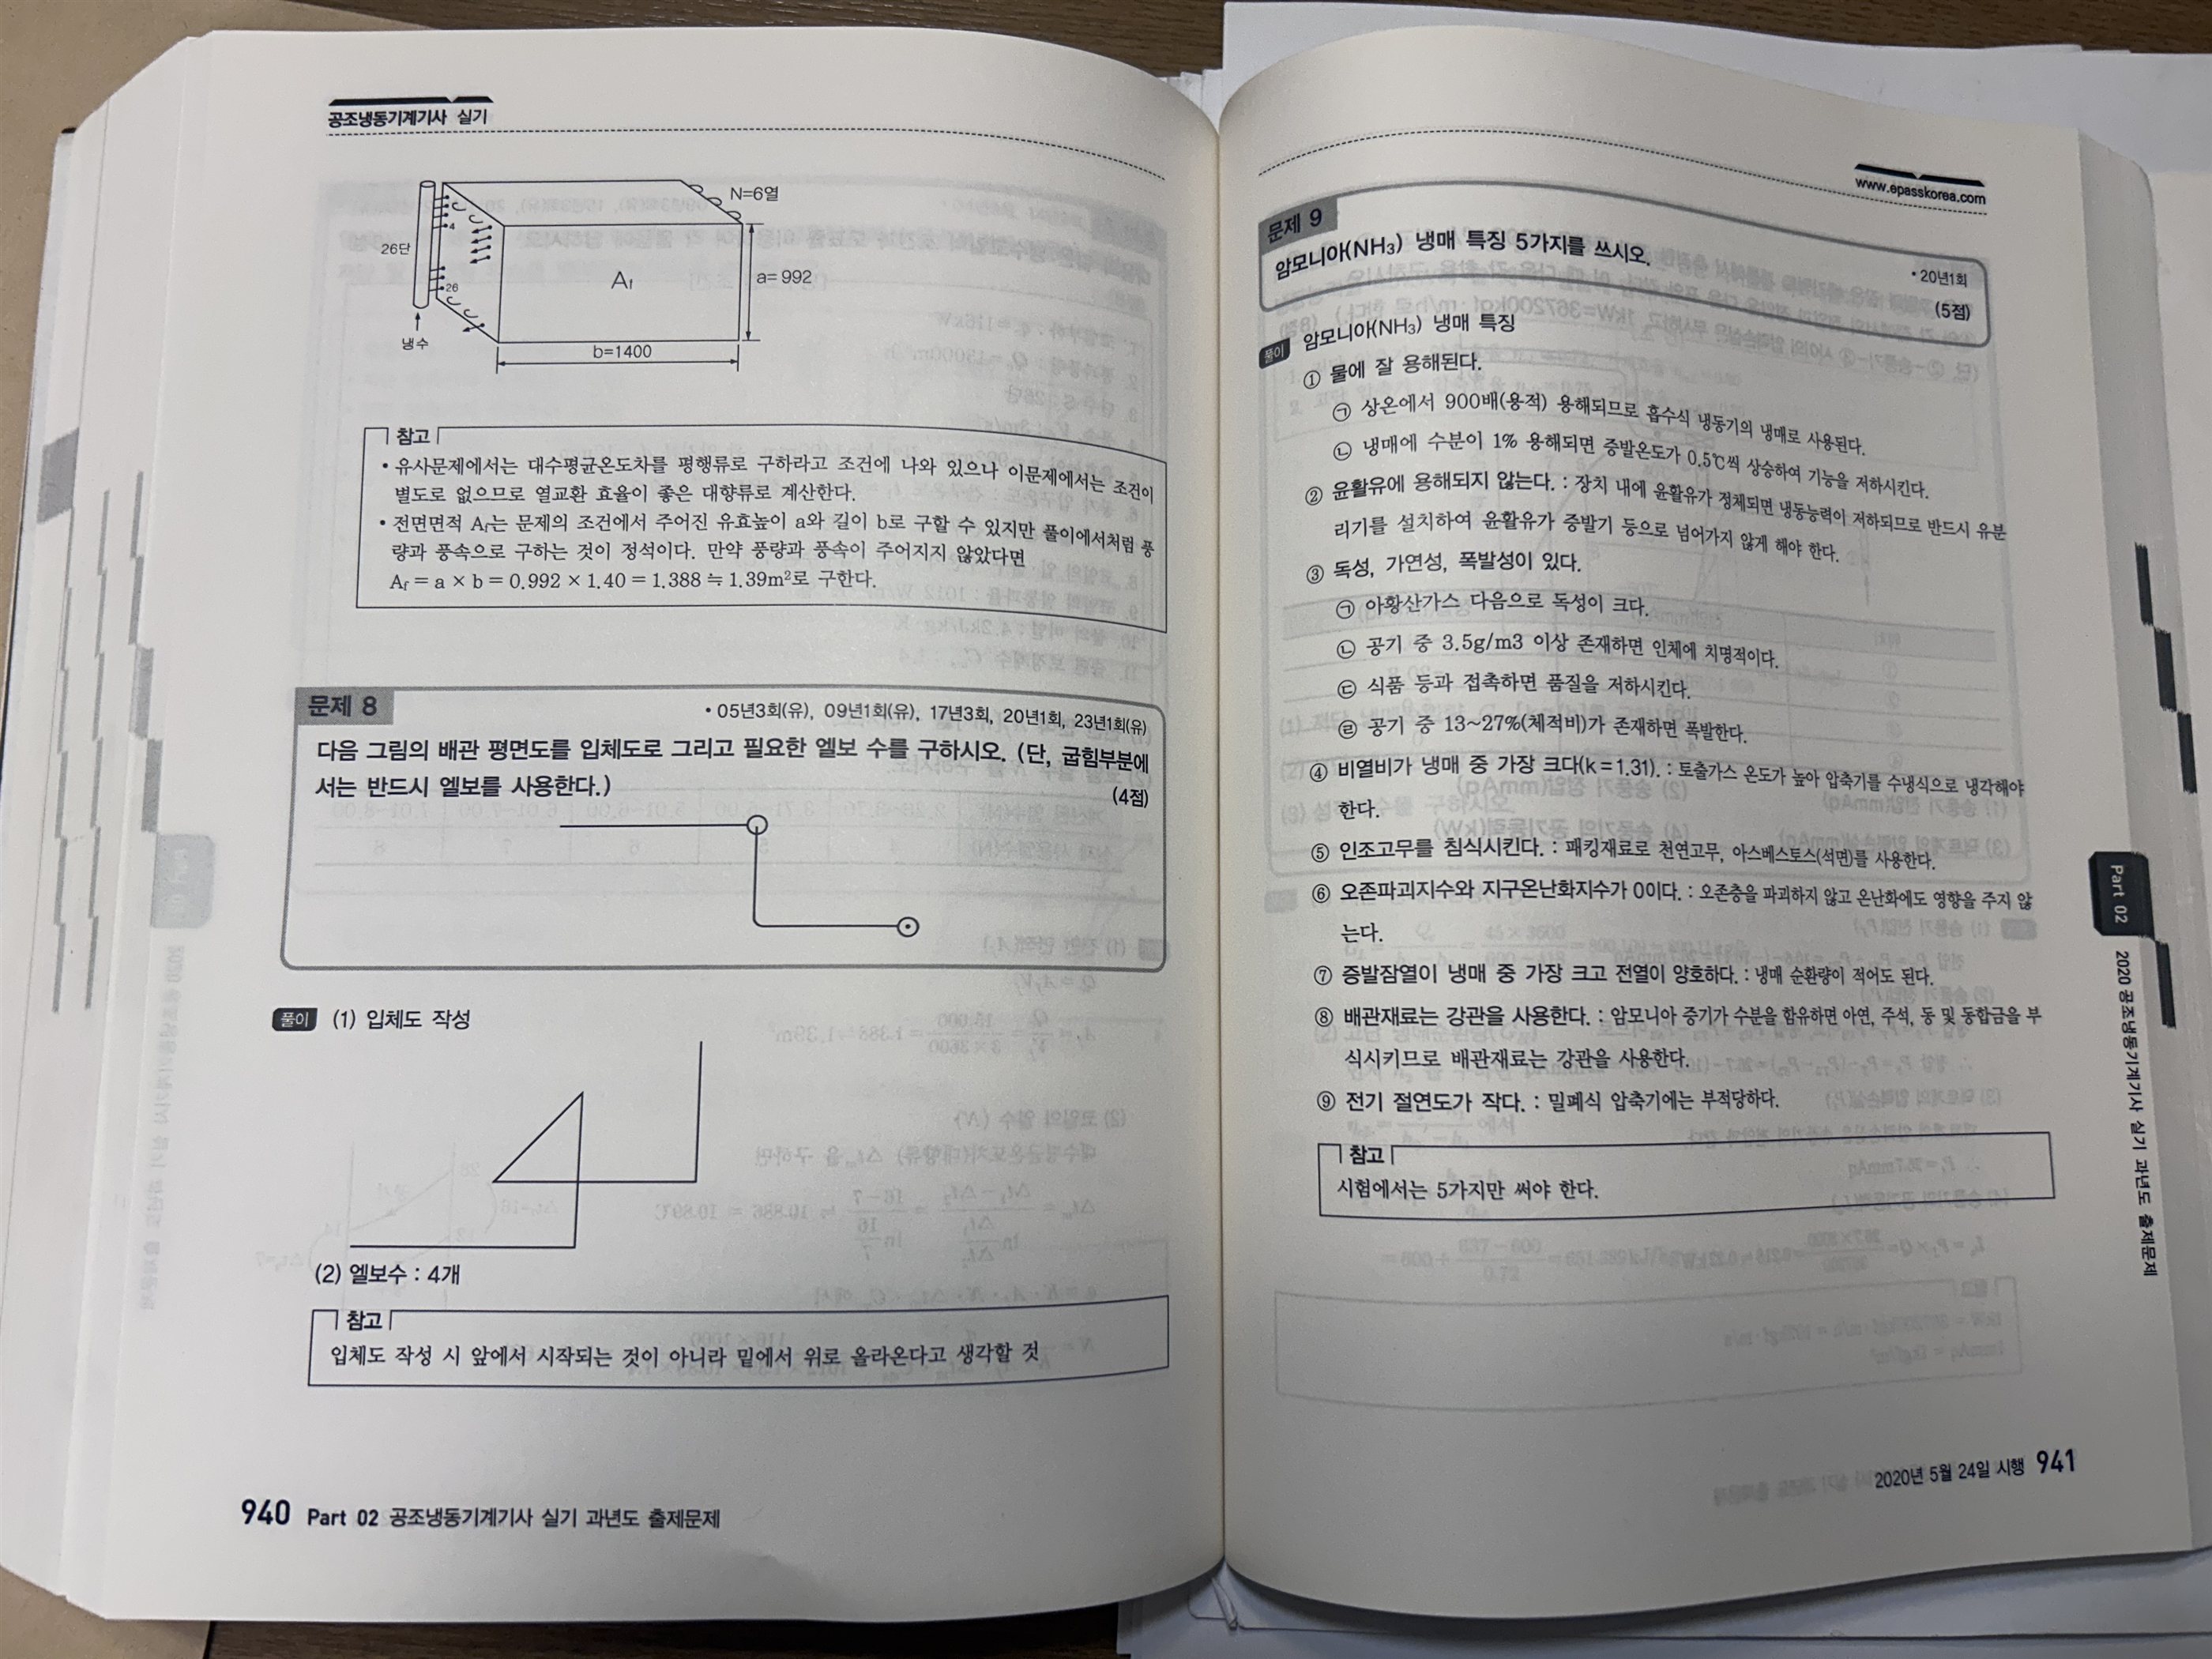 공조냉동기계기사 실기
N=6열
4
26단
A₁
a= 992
26
냉수
b=1400
참고
• 유사문제에서는 대수평균온도차를 평행류로 구하라고 조건에 나와 있으나 이문제에서는 조건이
별도로 없으므로 열교환 효율이 좋은 대향류로 계산한다.
• 전면면적 Af는 문제의 조건에서 주어진 유효높이 a와 길이 b로 구할 수 있지만 풀이에서처럼 풍
량과 풍속으로 구하는 것이 정석이다. 만약 풍량과 풍속이 주어지지 않았다면
Af = a × b = 0.992 × 1.40 = 1.388 ≒ 1.39m²로 구한다.
문제 8
• 05년3회(유), 09년1회(유), 17년3회, 20년1회, 23년1회(유)
다음 그림의 배관 평면도를 입체도로 그리고 필요한 엘보 수를 구하시오. (단, 굽힘부분에
서는 반드시 엘보를 사용한다.)
(4점)
풀이 (1) 입체도 작성
(2) 엘보수 : 4개
참고
입체도 작성 시 앞에서 시작되는 것이 아니라 밑에서 위로 올라온다고 생각할 것
940 Part 02 공조냉동기계기사 실기 과년도 출제문제
www.epasskorea.com
문제 9
암모니아(NH₃) 냉매 특징 5가지를 쓰시오.
• 20년1회
(5점)
풀이 암모니아(NH₃) 냉매 특징
① 물에 잘 용해된다.
㉠ 상온에서 900배(용적) 용해되므로 흡수식 냉동기의 냉매로 사용된다.
㉡ 냉매에 수분이 1% 용해되면 증발온도가 0.5℃씩 상승하여 기능을 저하시킨다.
② 윤활유에 용해되지 않는다. : 장치 내에 윤활유가 정체되면 냉동능력이 저하되므로 반드시 유분
리기를 설치하여 윤활유가 증발기 등으로 넘어가지 않게 해야 한다.
③ 독성, 가연성, 폭발성이 있다.
㉠ 아황산가스 다음으로 독성이 크다.
㉡ 공기 중 3.5g/m3 이상 존재하면 인체에 치명적이다.
㉢ 식품 등과 접촉하면 품질을 저하시킨다.
㉣ 공기 중 13~27%(체적비)가 존재하면 폭발한다.
④ 비열비가 냉매 중 가장 크다(k=1.31). : 토출가스 온도가 높아 압축기를 수냉식으로 냉각해야
한다.
⑤ 인조고무를 침식시킨다. : 패킹재료로 천연고무, 아스베스토스(석면)를 사용한다.
⑥ 오존파괴지수와 지구온난화지수가 0이다. : 오존층을 파괴하지 않고 온난화에도 영향을 주지 않
는다.
⑦ 증발잠열이 냉매 중 가장 크고 전열이 양호하다. : 냉매 순환량이 적어도 된다.
⑧ 배관재료는 강관을 사용한다. : 암모니아 증기가 수분을 함유하면 아연, 주석, 동 및 동합금을 부
식시키므로 배관재료는 강관을 사용한다.
⑨ 전기 절연도가 작다. : 밀폐식 압축기에는 부적당하다.
참고
시험에서는 5가지만 써야 한다.
Part 02
2020 공조냉동기계기사 실기 과년도 출제문제
2020년 5월 24일 시행 941